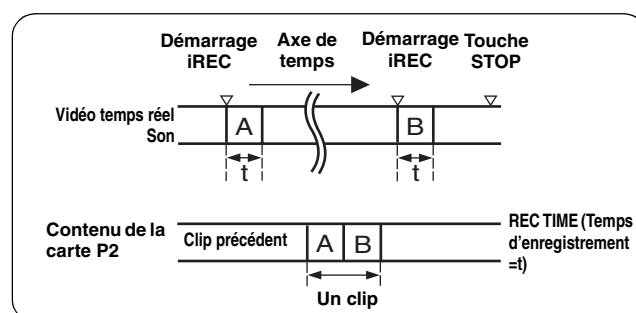 Démarrage
iREC
Axe de
temps
Démarrage
iREC
Touche
STOP
Vidéo temps réel
Son
A
B
t
t
Contenu de la
carte P2
Clip précédent
A
B
REC TIME (Temps
d'enregistrement
=t)
Un clip